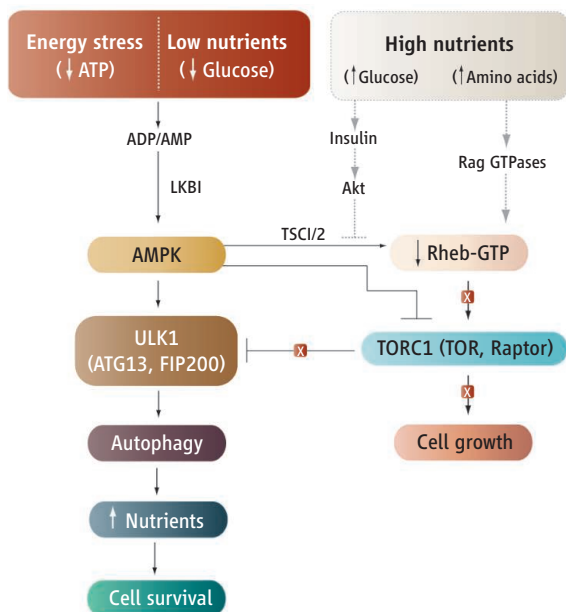 Energy stress
(↓ ATP)
Low nutrients
(↓ Glucose)
High nutrients
(↑Glucose)
(↑Amino acids)
ADP/AMP
Insulin
Rag GTPases
LKBI
Akt
TSCI/2
AMPK
↓ Rheb-GTP
X
ULK1
(ATG13, FIP200)
X
TORC1 (TOR, Raptor)
X
Autophagy
Cell growth
↑ Nutrients
Cell survival